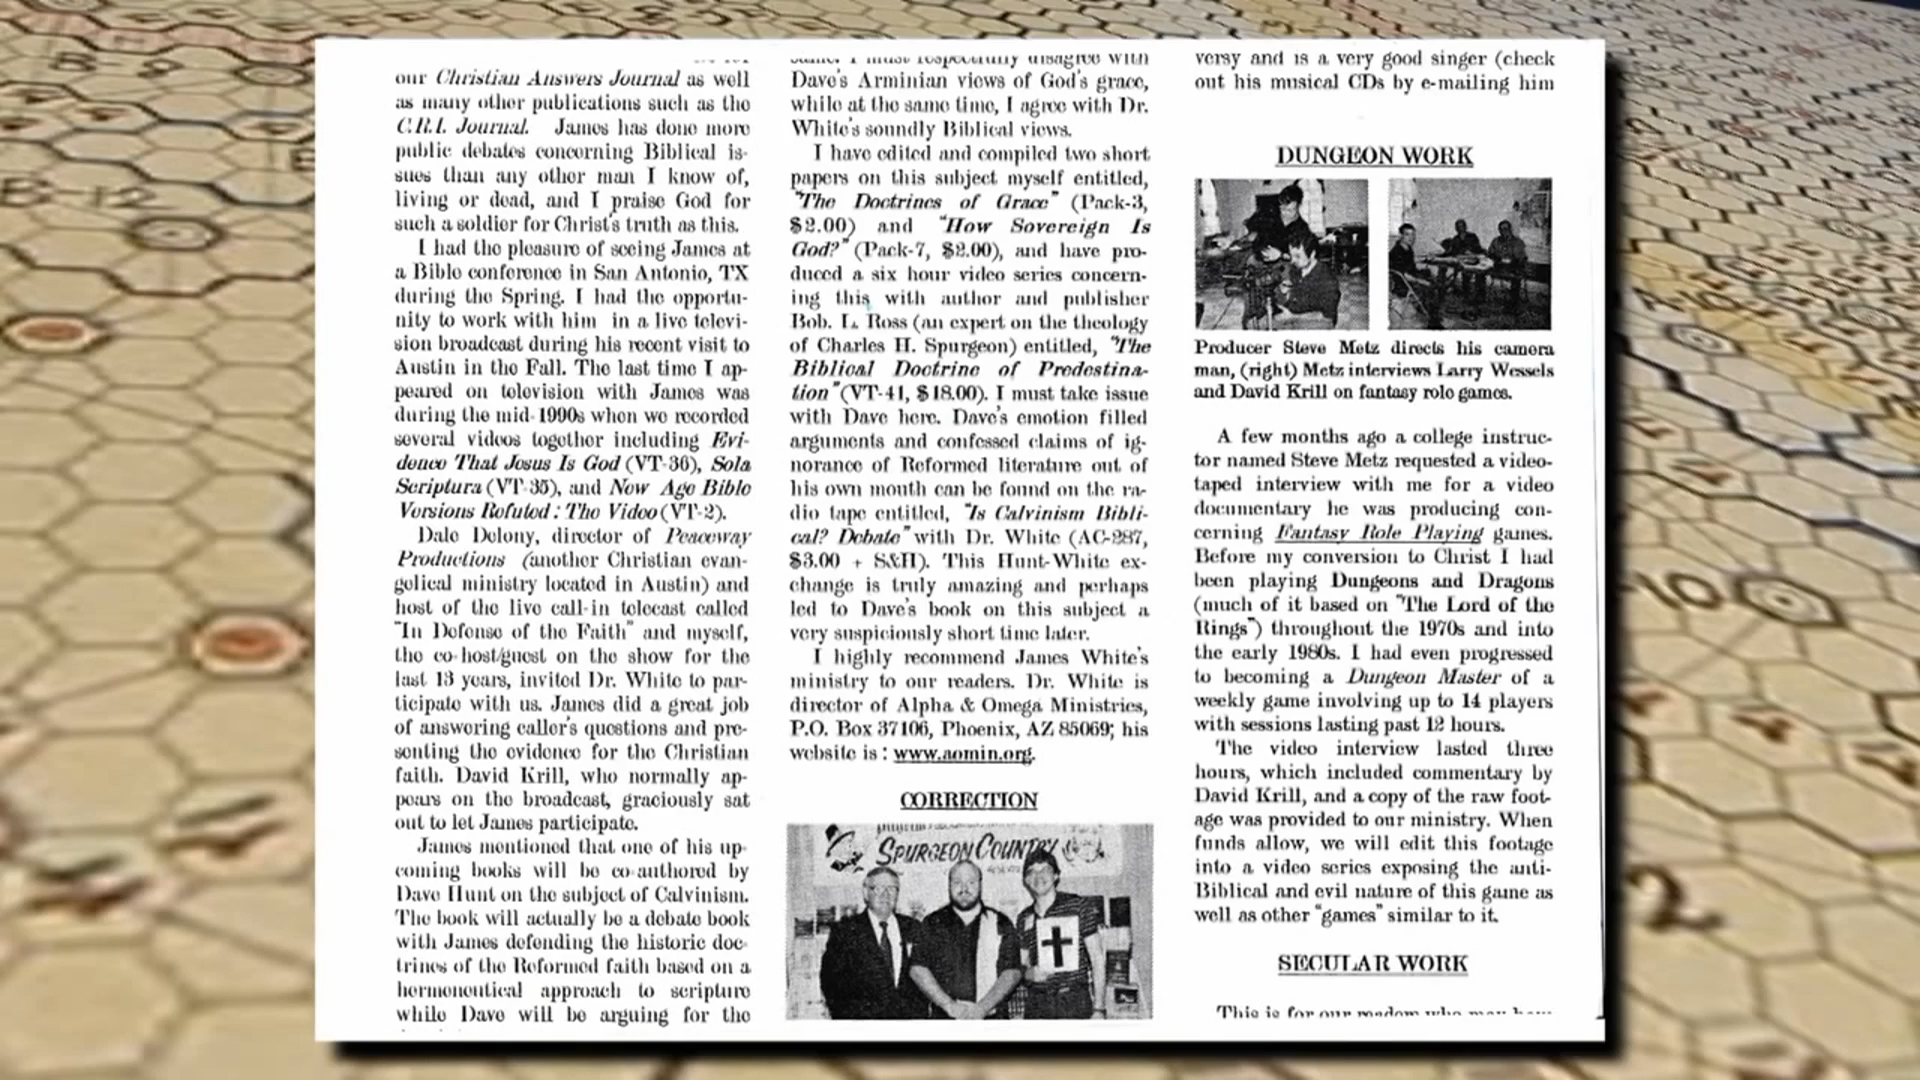 our Christian Answers Journal as well
as many other publications such as the
C.R.I. Journal. James has done more
public debates concerning Biblical is-
sues than any other man I know of,
living or dead, and I praise God for
such a soldier for Christ's truth as this.
I had the pleasure of seeing James at
a Bible conference in San Antonio, TX
during the Spring. I had the opportu-
nity to work with him in a live televi-
sion broadcast during his recent visit to
Austin in the Fall. The last time I ap-
peared on television with James was
during the mid-1990s when we recorded
several videos together including Evi-
dence That Jesus Is God (VT-36), Sola
Scriptura (VT-35), and New Age Bible
Versions Refuted: The Video (VT-2).
Dale Delony, director of Peaceway
Productions (another Christian evan-
gelical ministry located in Austin) and
host of the live call-in telecast called
"In Defense of the Faith" and myself,
the co-host/guest on the show for the
last 13 years, invited Dr. White to par-
ticipate with us. James did a great job
of answering caller's questions and pre-
senting the evidence for the Christian
faith. David Krill, who normally ap-
pears on the broadcast, graciously sat
out to let James participate.
James mentioned that one of his up-
coming books will be co-authored by
Dave Hunt on the subject of Calvinism.
The book will actually be a debate book
with James defending the historic doc-
trines of the Reformed faith based on a
hermeneutical approach to scripture
while Dave will be arguing for the
same. I must respectfully disagree with
Dave's Arminian views of God's grace,
while at the same time, I agree with Dr.
White's soundly Biblical views.
I have edited and compiled two short
papers on this subject myself entitled,
"The Doctrines of Grace" (Pack-3,
$2.00) and "How Sovereign Is
God?" (Pack-7, $2.00), and have pro-
duced a six hour video series concern-
ing this with author and publisher
Bob. L. Ross (an expert on the theology
of Charles H. Spurgeon) entitled, "The
Biblical Doctrine of Predestina-
tion" (VT-41, $18.00). I must take issue
with Dave here. Dave's emotion filled
arguments and confessed claims of ig-
norance of Reformed literature out of
his own mouth can be found on the ra-
dio tape entitled, "Is Calvinism Bibli-
cal? Debate" with Dr. White (AC-287,
$3.00 + S&H). This Hunt-White ex-
change is truly amazing and perhaps
led to Dave's book on this subject a
very suspiciously short time later.
I highly recommend James White's
ministry to our readers. Dr. White is
director of Alpha & Omega Ministries,
P.O. Box 37106, Phoenix, AZ 85069; his
website is: www.aomin.org.
CORRECTION
SPURGEON COUNTRY
versy and is a very good singer (check
out his musical CDs by e-mailing him
DUNGEON WORK
Producer Steve Metz directs his camera
man, (right) Metz interviews Larry Wessels
and David Krill on fantasy role games.
A few months ago a college instruc-
tor named Steve Metz requested a video-
taped interview with me for a video
documentary he was producing con-
cerning Fantasy Role Playing games.
Before my conversion to Christ I had
been playing Dungeons and Dragons
(much of it based on "The Lord of the
Rings") throughout the 1970s and into
the early 1980s. I had even progressed
to becoming a Dungeon Master of a
weekly game involving up to 14 players
with sessions lasting past 12 hours.
The video interview lasted three
hours, which included commentary by
David Krill, and a copy of the raw foot-
age was provided to our ministry. When
funds allow, we will edit this footage
into a video series exposing the anti-
Biblical and evil nature of this game as
well as other "games" similar to it.
SECULAR WORK
This is for our readers who may
B-9
B-12
10
2